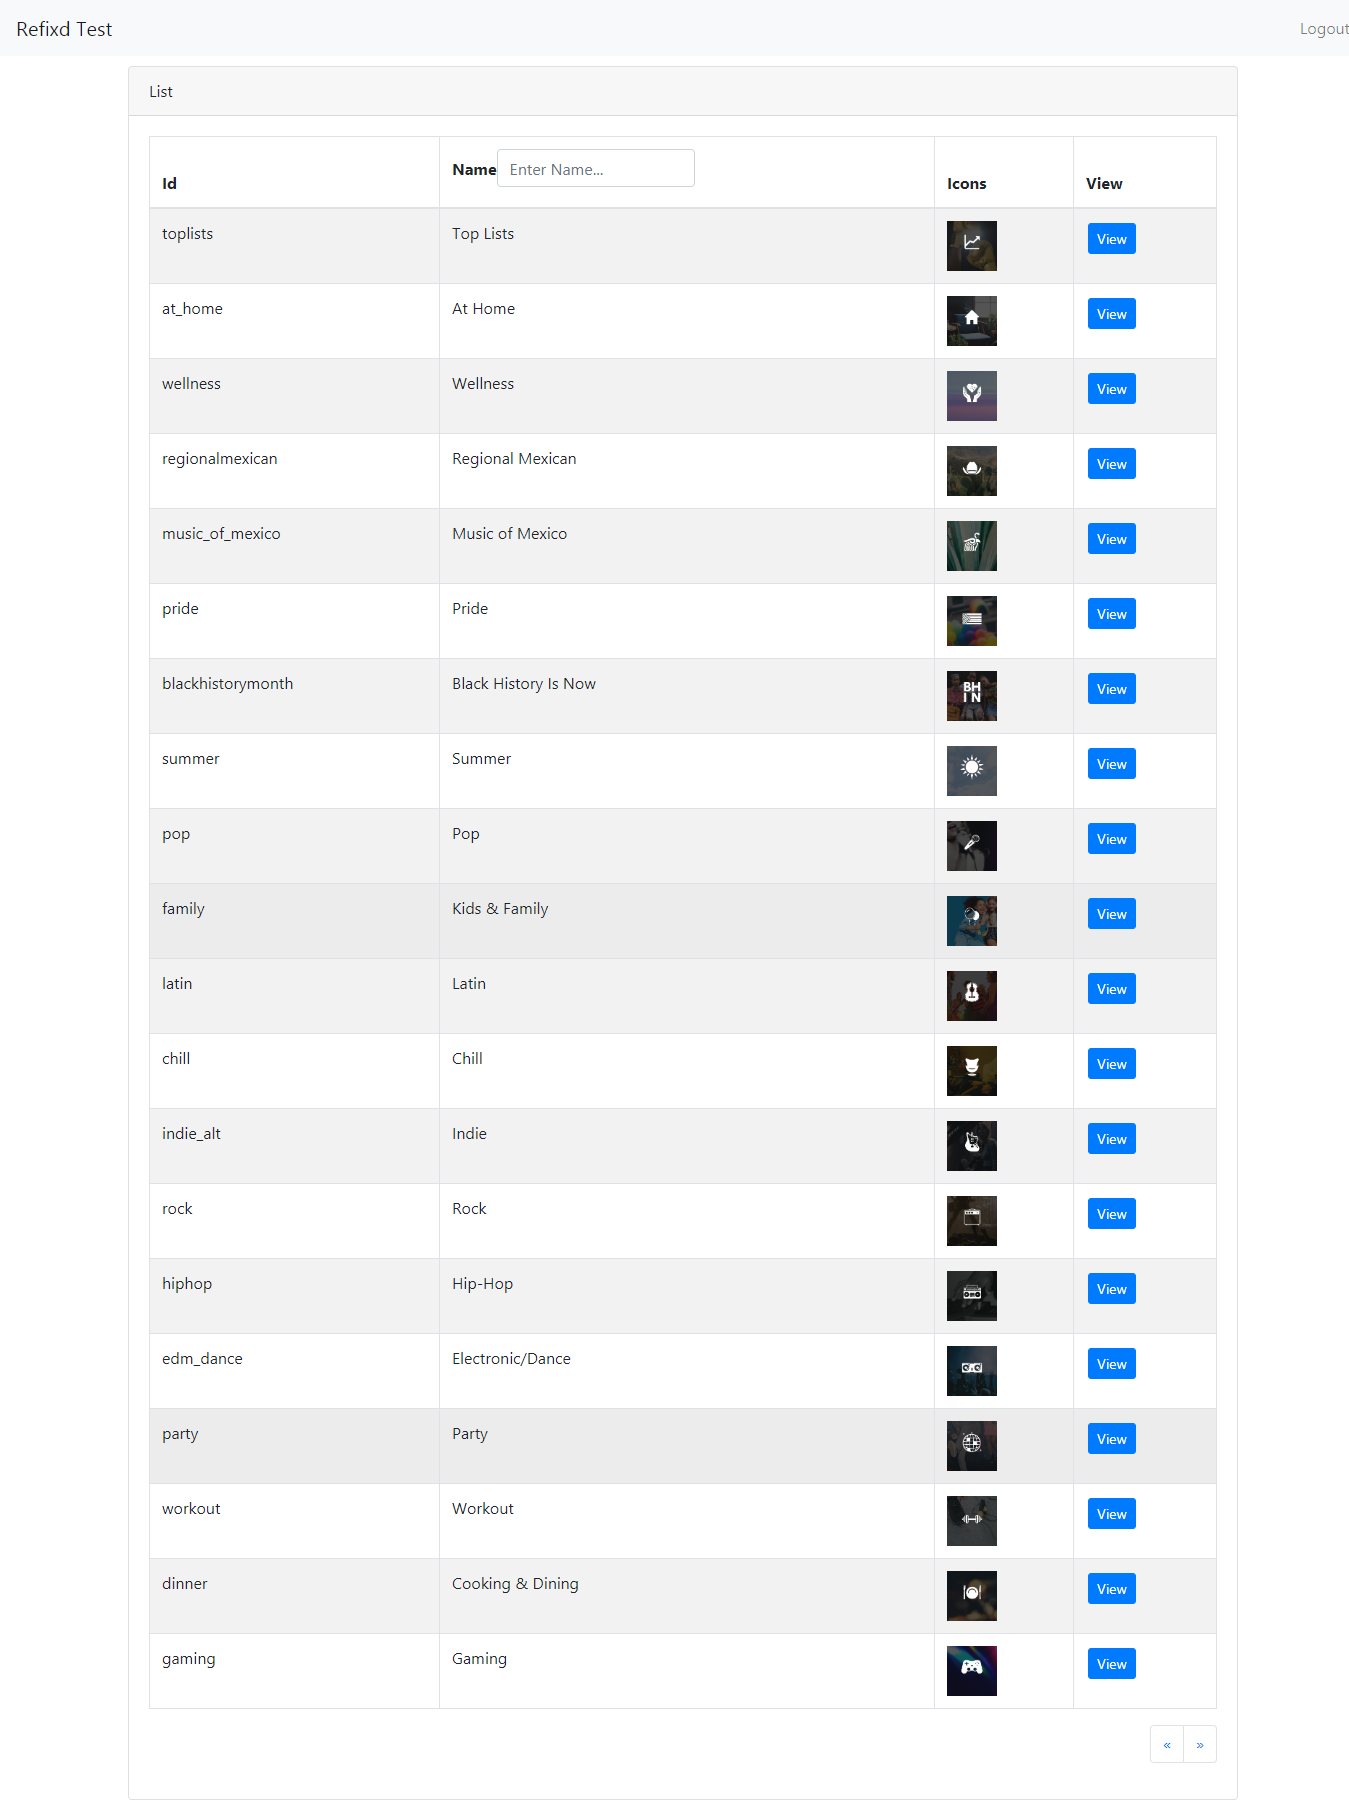 Refixd Test
Logout
List
Id
Name Enter Name...
Icons
View
toplists Top Lists View
at_home At Home View
wellness Wellness View
regionalmexican Regional Mexican View
music_of_mexico Music of Mexico View
pride Pride View
blackhistorymonth Black History Is Now BH IN View
summer Summer View
pop Pop View
family Kids & Family View
latin Latin View
chill Chill View
indie_alt Indie View
rock Rock View
hiphop Hip-Hop View
edm_dance Electronic/Dance View
party Party View
workout Workout View
dinner Cooking & Dining View
gaming Gaming View
« »